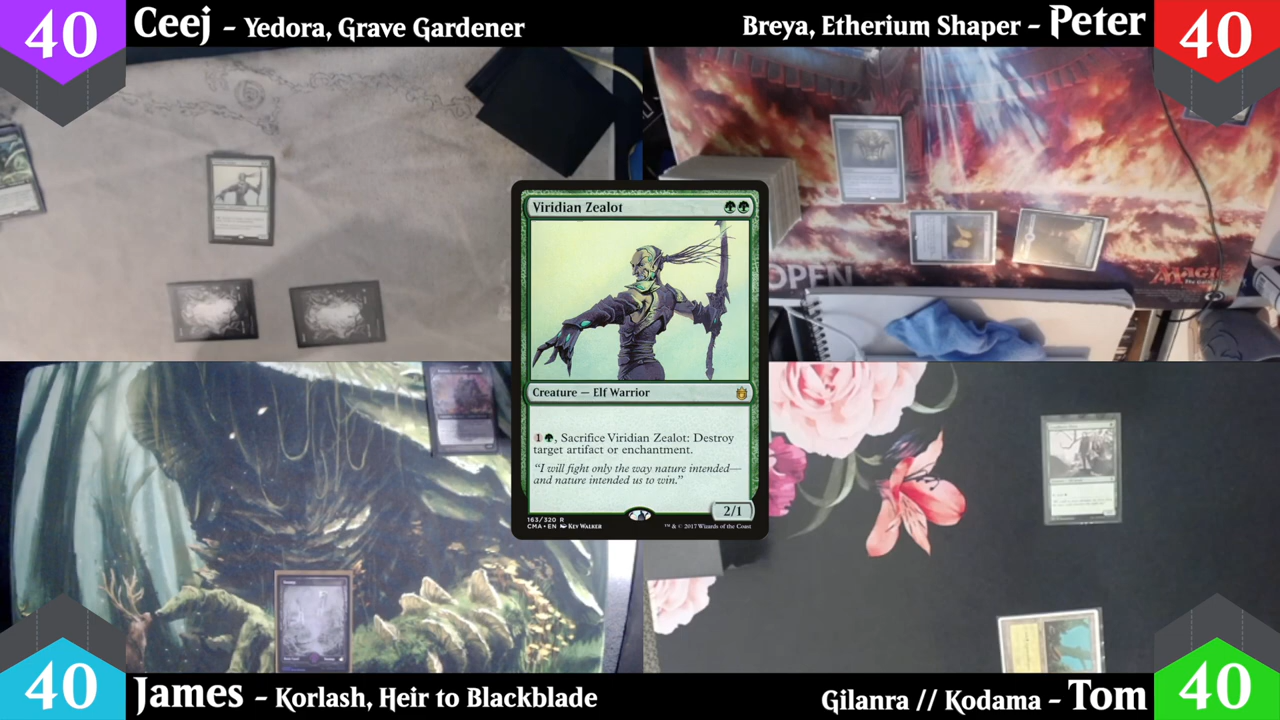 40
Ceej – Yedora, Grave Gardener
Breya, Etherium Shaper – Peter
40
Viridian Zealot
Creature — Elf Warrior
1, Sacrifice Viridian Zealot: Destroy
target artifact or enchantment.
“I will fight only the way nature intended—
and nature intended us to win.”
2/1
163/320 R
CMA • EN Kev Walker
™ & © 2017 Wizards of the Coast
OPEN
Magic
40
James – Korlash, Heir to Blackblade
Gilanra // Kodama – Tom
40